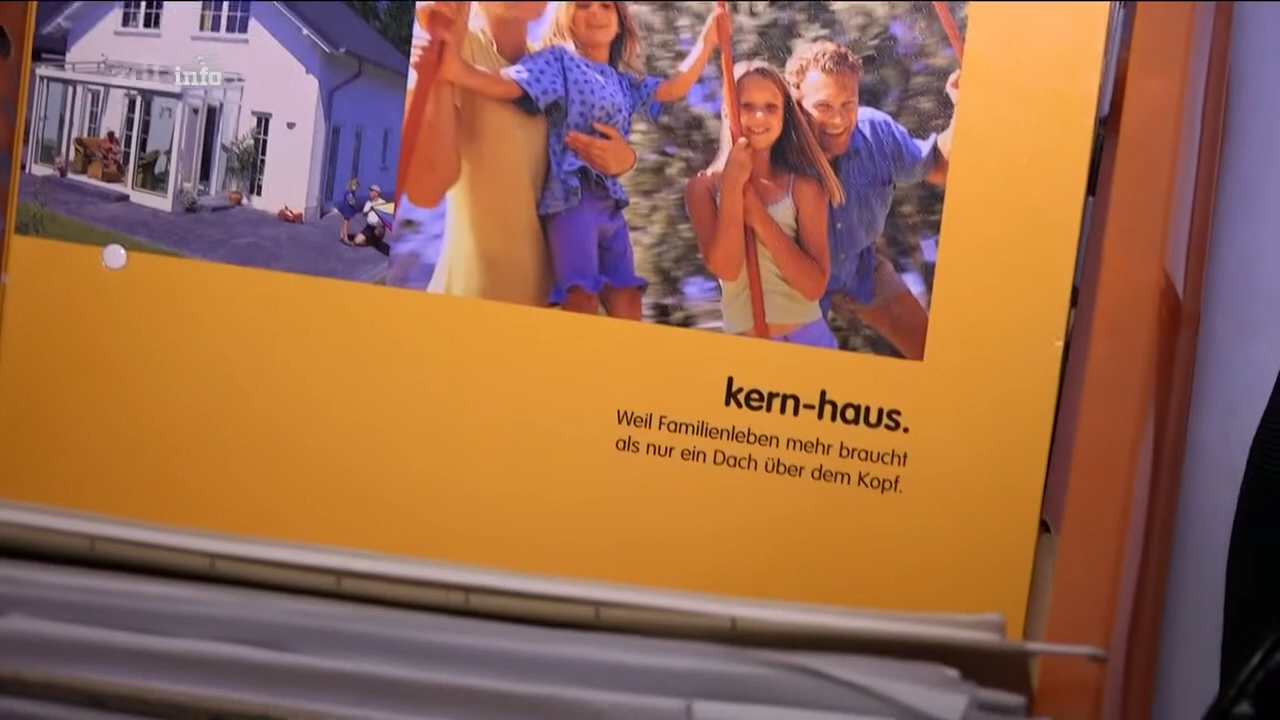 info
kern-haus.
Weil Familienleben mehr braucht
als nur ein Dach über dem Kopf.